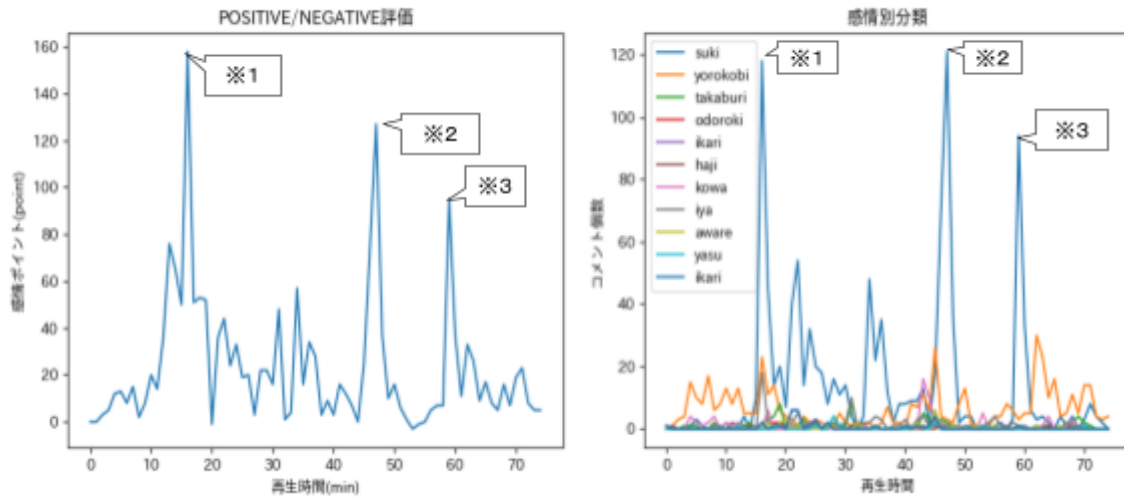 POSITIVE/NEGATIVE評価
160
140
120
100
80
60
40
20
0
感情ポイント(point)
※1
※2
※3
0 10 20 30 40 50 60 70
再生時間(min)
感情別分類
120
100
80
60
40
20
0
コメント個数
suki
yorokobi
takaburi
odoroki
ikari
haji
kowa
iya
aware
yasu
ikari
※1
※2
※3
0 10 20 30 40 50 60 70
再生時間